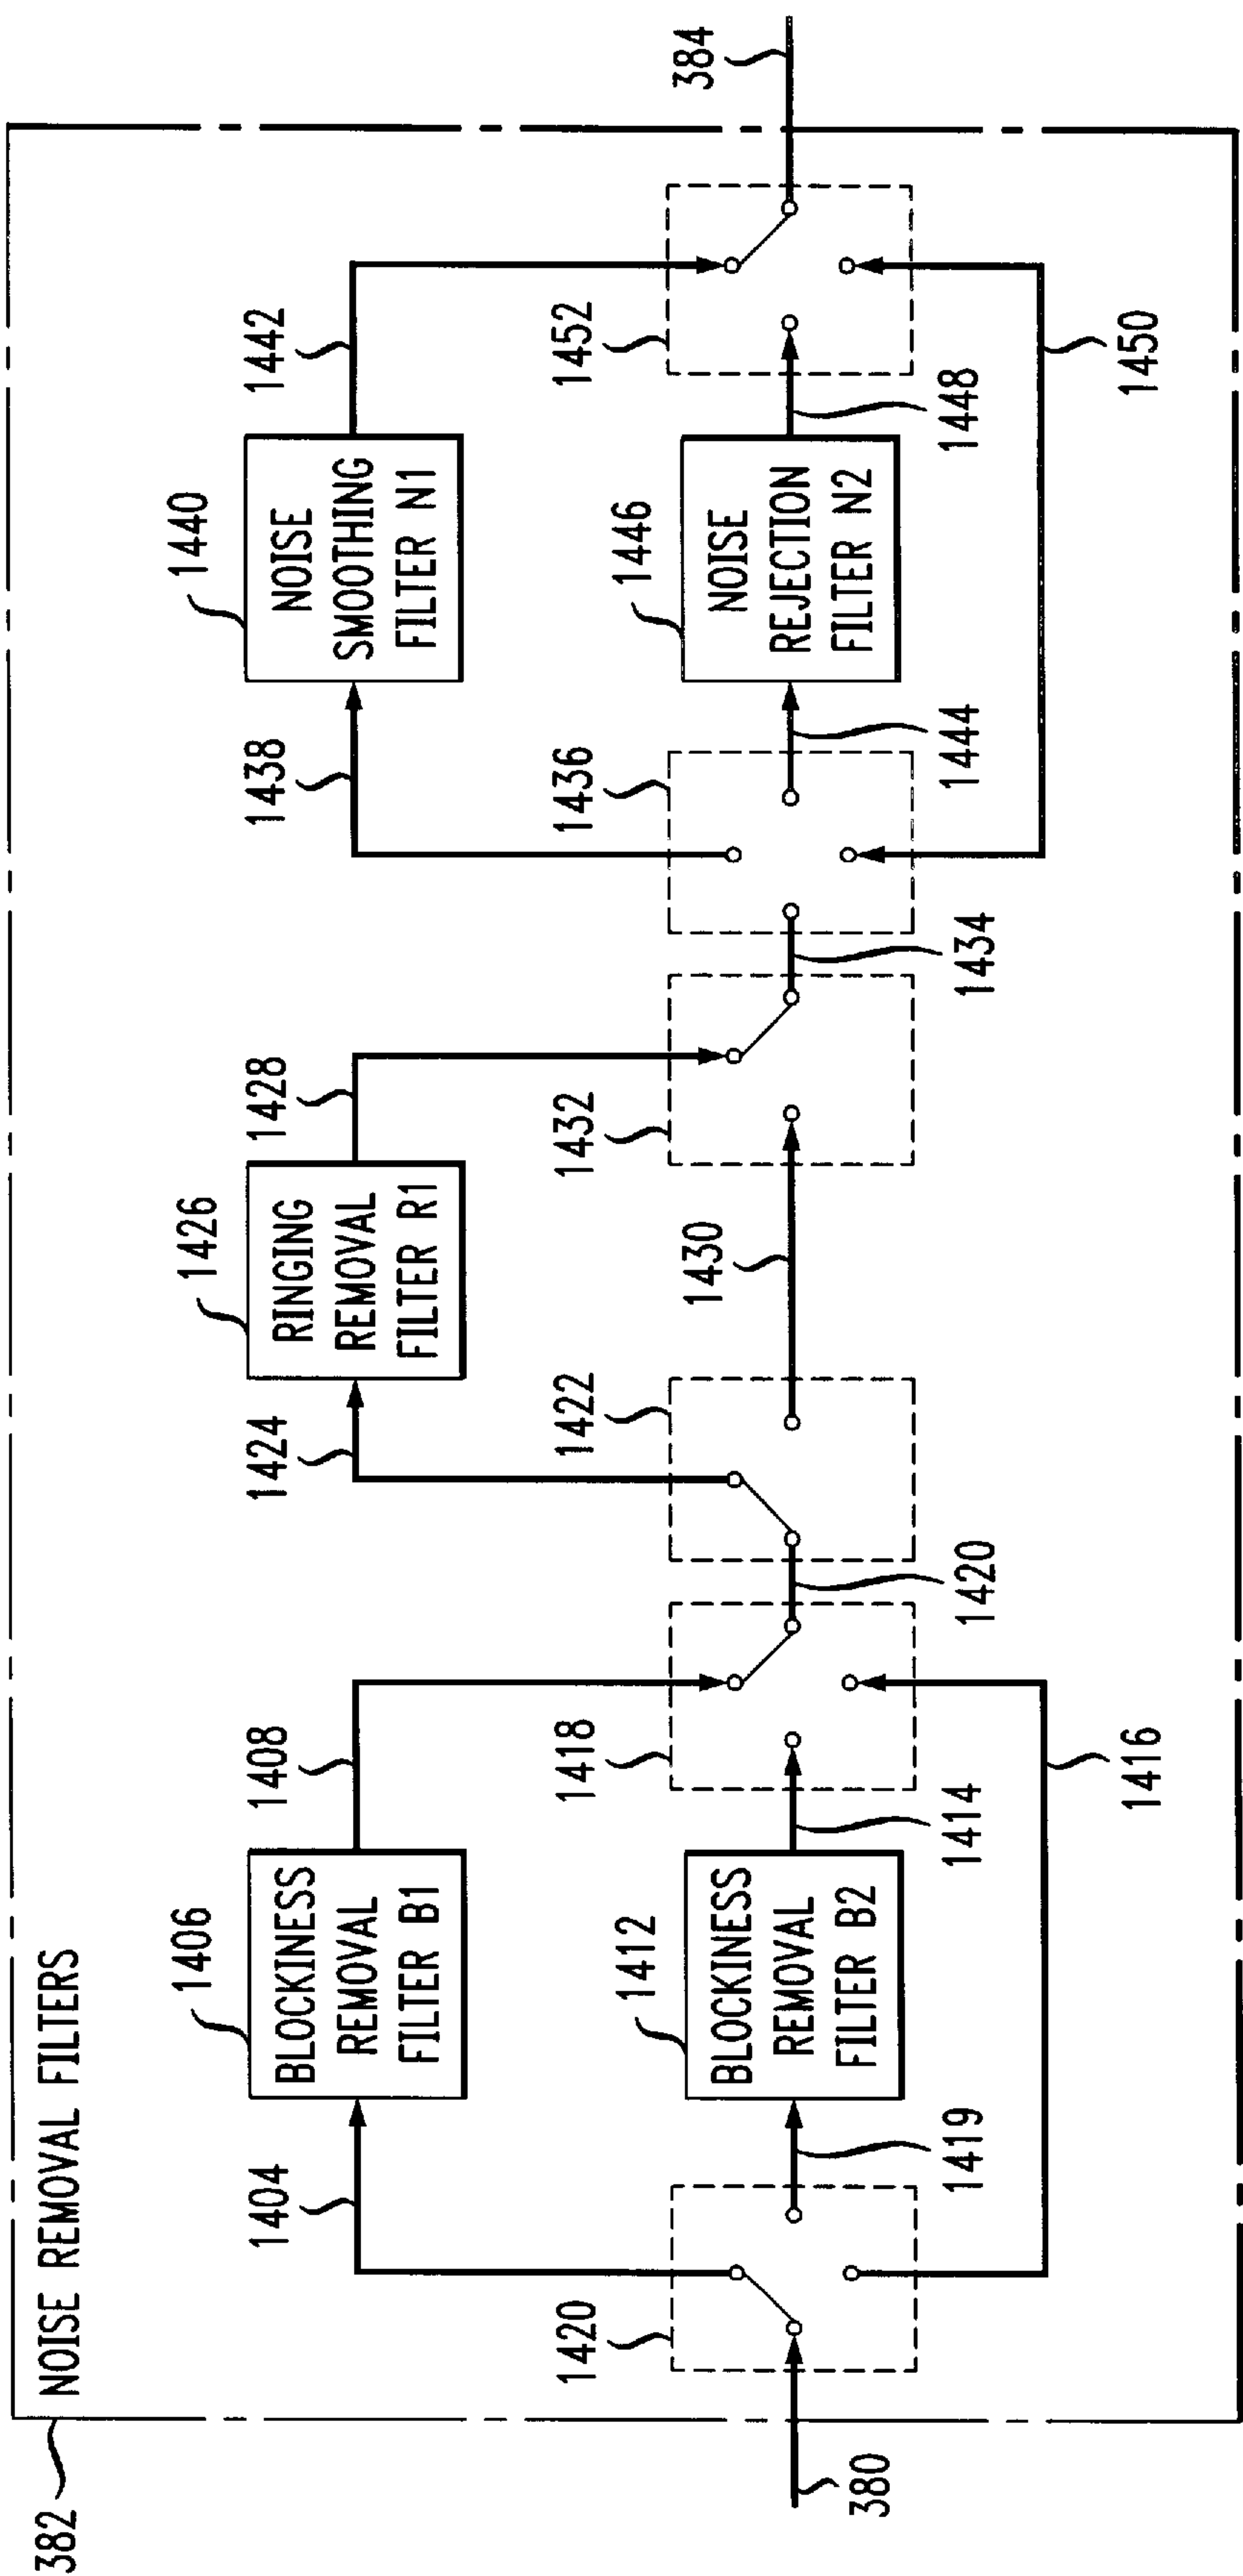 382
NOISE REMOVAL FILTERS
380
1420
1404
1406
BLOCKINESS
REMOVAL
FILTER B1
1408
1419
1412
BLOCKINESS
REMOVAL
FILTER B2
1414
1416
1418
1420
1422
1424
1426
RINGING
REMOVAL
FILTER R1
1428
1430
1432
1434
1436
1438
1440
NOISE
SMOOTHING
FILTER N1
1442
1444
1446
NOISE
REJECTION
FILTER N2
1448
1450
1452
384